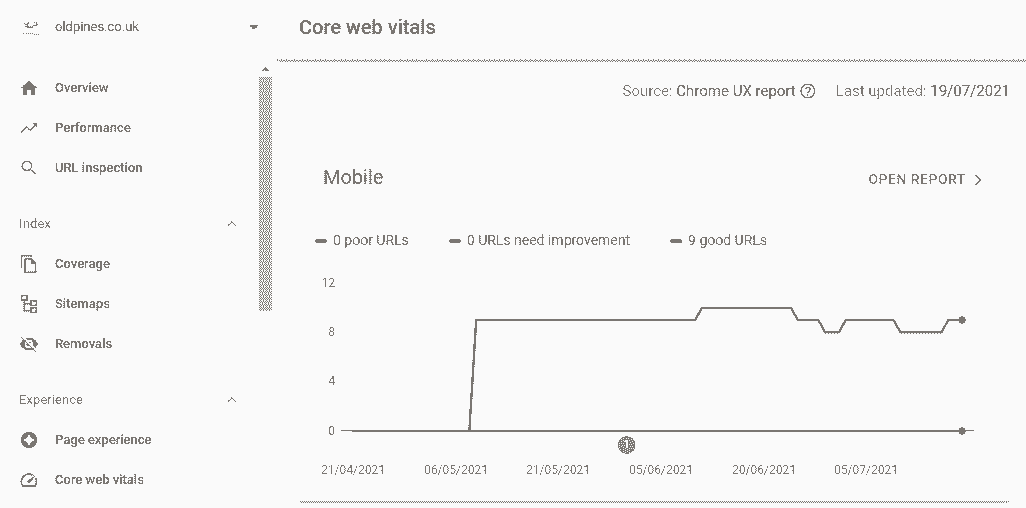 oldpines.co.uk
Core web vitals
Overview
Performance
URL inspection
Index
Coverage
Sitemaps
Removals
Experience
Page experience
Core web vitals
Source: Chrome UX report Last updated: 19/07/2021
Mobile
OPEN REPORT
0 poor URLs 0 URLs need improvement 9 good URLs
12
8
4
0
1
21/04/2021 06/05/2021 21/05/2021 05/06/2021 20/06/2021 05/07/2021